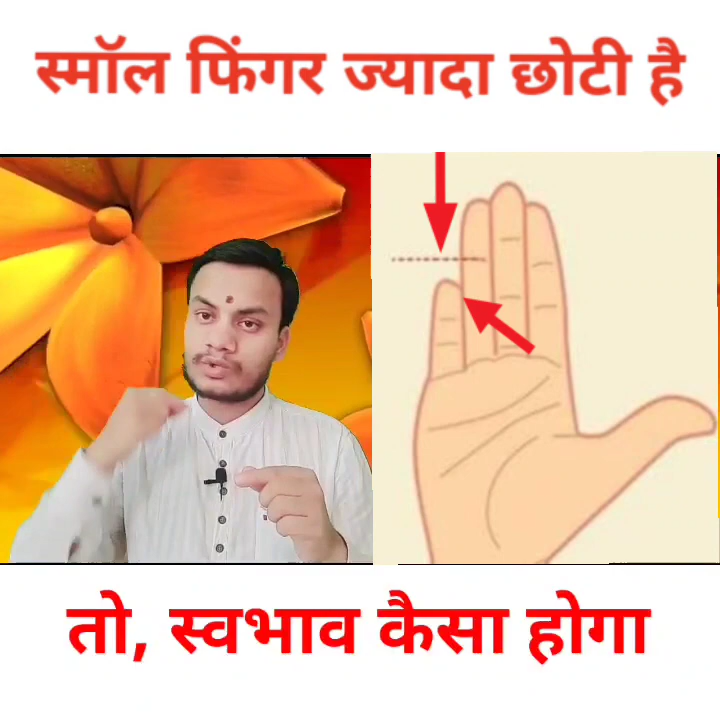 स्मॉल फिंगर ज्यादा छोटी है
तो, स्वभाव कैसा होगा